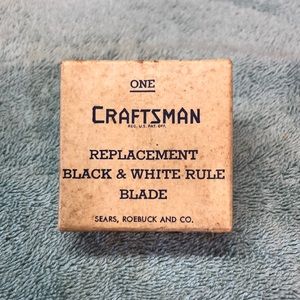 ONE
CRAFTSMAN
REG. U.S. PAT. OFF.
REPLACEMENT
BLACK & WHITE RULE
BLADE
SEARS, ROEBUCK AND CO.